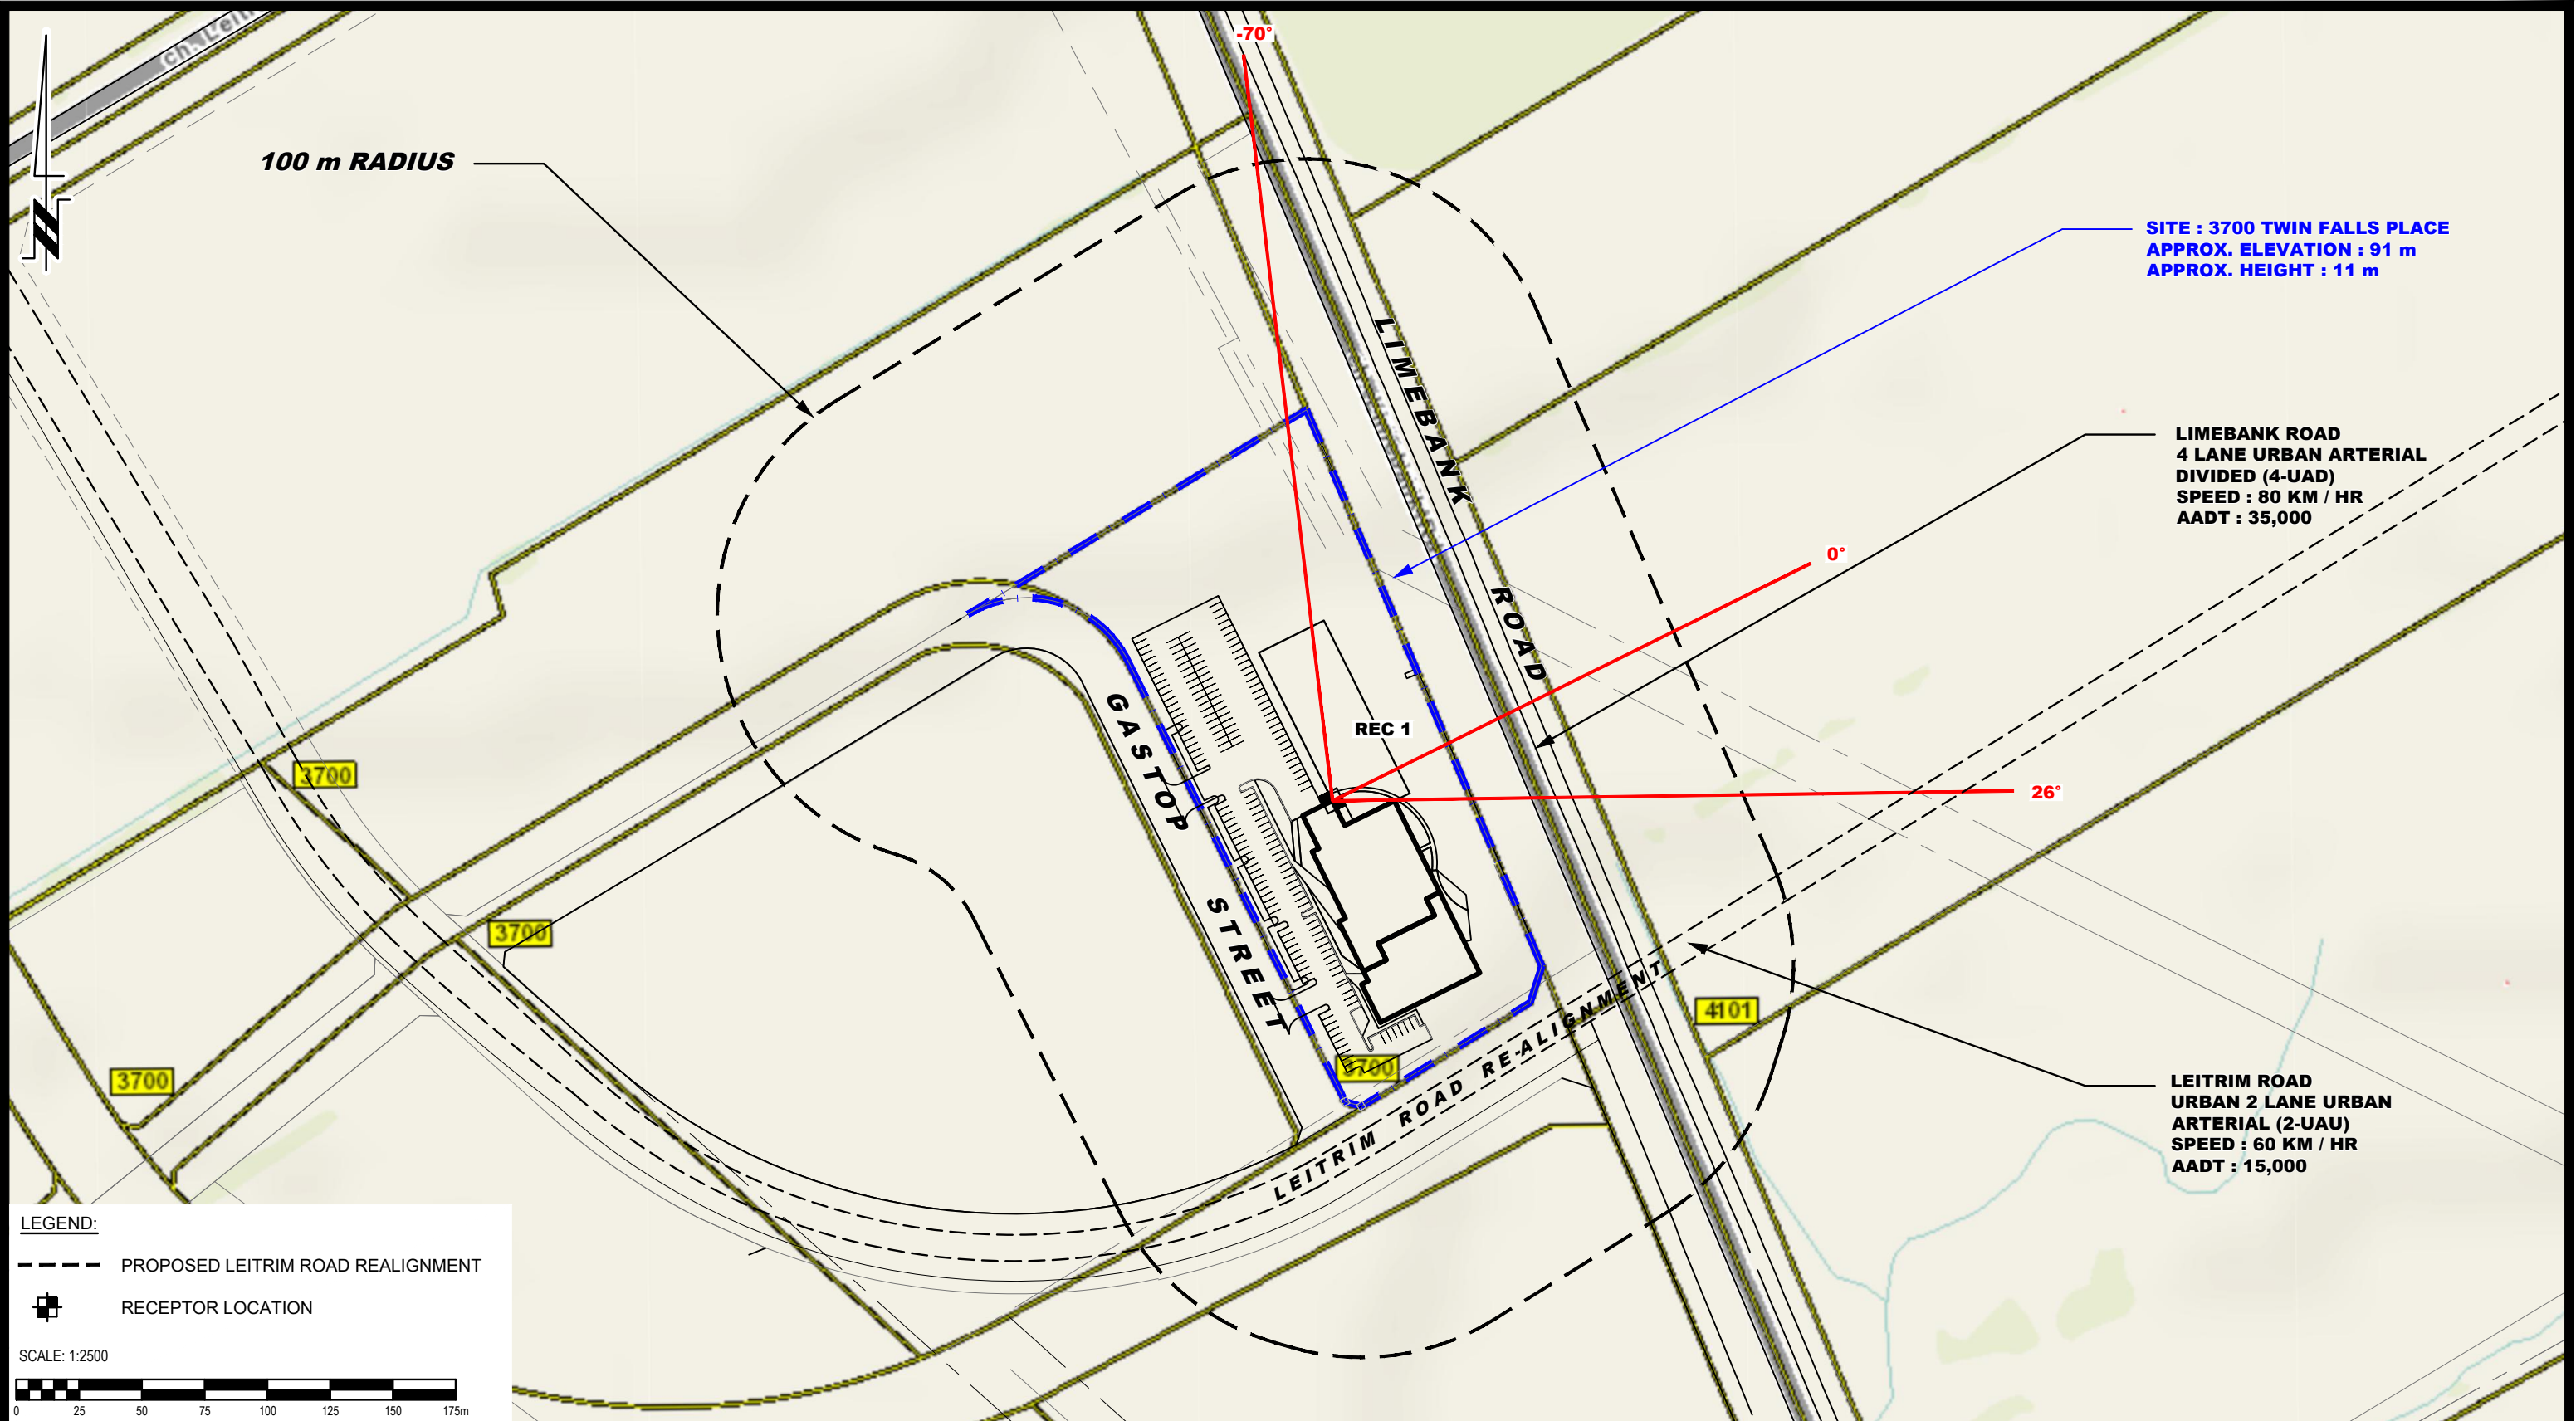 ch. Leitr
-70°
100 m RADIUS
SITE : 3700 TWIN FALLS PLACE
APPROX. ELEVATION : 91 m
APPROX. HEIGHT : 11 m
LIMEBANK ROAD
LIMEBANK ROAD
4 LANE URBAN ARTERIAL
DIVIDED (4-UAD)
SPEED : 80 KM / HR
AADT : 35,000
0°
REC 1
GASTOP STREET
26°
3700
3700
3700
3700
4101
LEITRIM ROAD RE-ALIGNMENT
LEITRIM ROAD
URBAN 2 LANE URBAN
ARTERIAL (2-UAU)
SPEED : 60 KM / HR
AADT : 15,000
LEGEND:
PROPOSED LEITRIM ROAD REALIGNMENT
RECEPTOR LOCATION
SCALE: 1:2500
0 25 50 75 100 125 150 175m